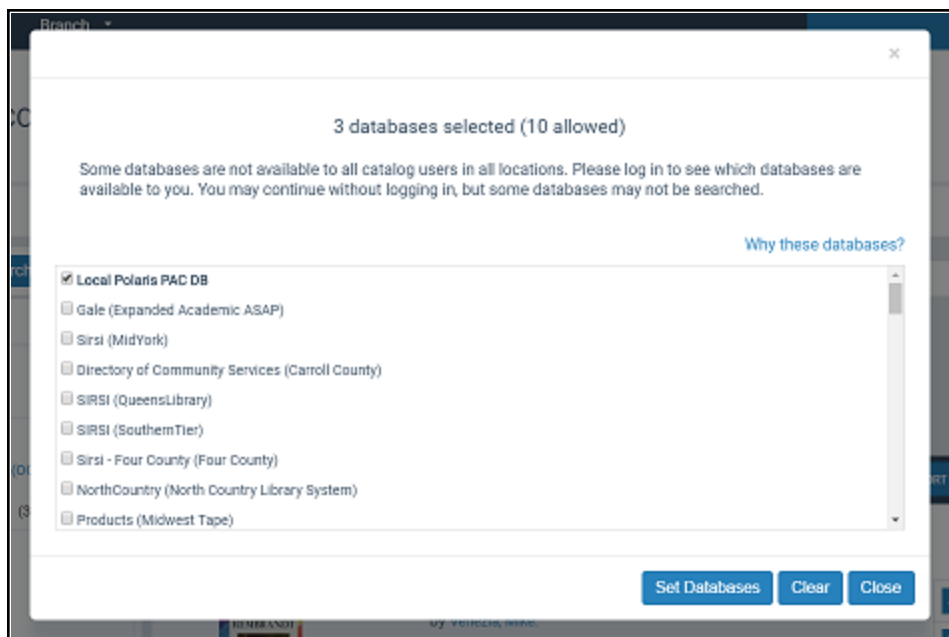 Branch
×
3 databases selected (10 allowed)
Some databases are not available to all catalog users in all locations. Please log in to see which databases are
available to you. You may continue without logging in, but some databases may not be searched.
Why these databases?
Local Polaris PAC DB
Gale (Expanded Academic ASAP)
Sirsi (MidYork)
Directory of Community Services (Carroll County)
SIRSI (QueensLibrary)
SIRSI (SouthernTier)
Sirsi - Four County (Four County)
NorthCountry (North Country Library System)
Products (Midwest Tape)
Set Databases Clear Close
REMBRANDT
by Venezia, Mike.